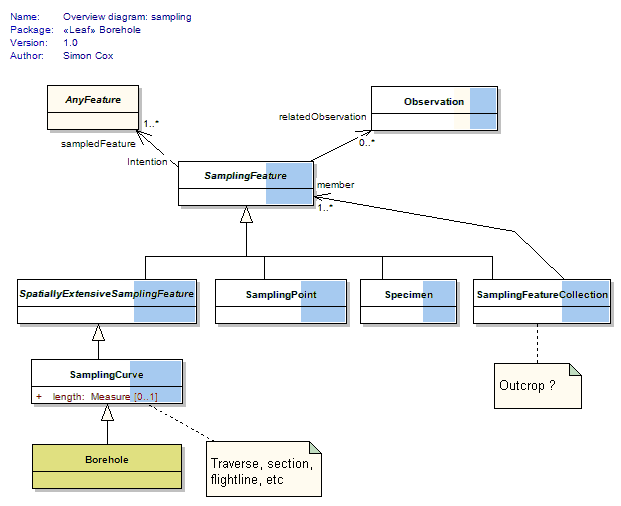 Name: Overview diagram: sampling
Package: «Leaf» Borehole
Version: 1.0
Author: Simon Cox
AnyFeature
Observation
1..*
relatedObservation
sampledFeature
0..*
Intention
SamplingFeature
member
1..*
SpatiallyExtensiveSamplingFeature
SamplingPoint
Specimen
SamplingFeatureCollection
SamplingCurve
+ length: Measure [0..1]
Outcrop ?
Borehole
Traverse, section,
flightline, etc